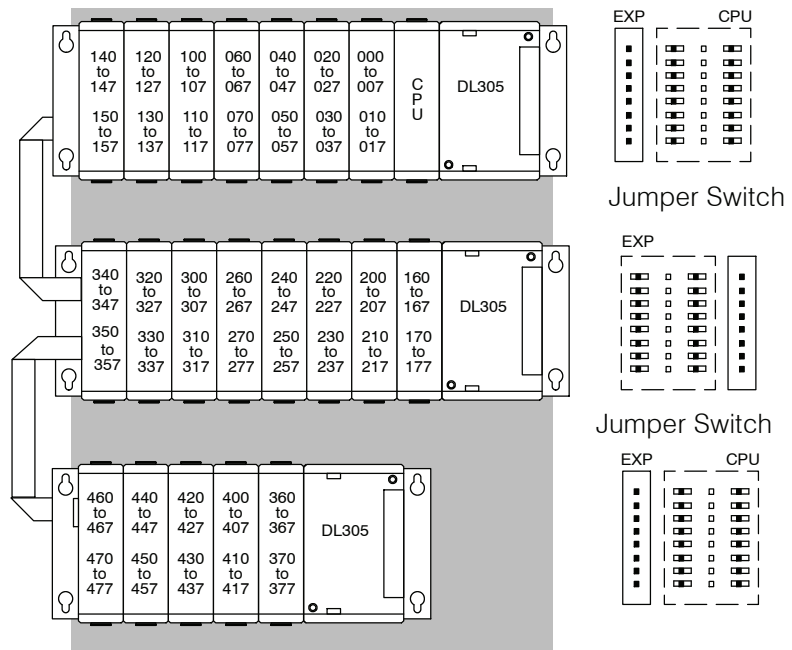 EXP CPU
140 120 100 060 040 020 000
to to to to to to to
147 127 107 067 047 027 007
CPU
DL305
150 130 110 070 050 030 010
to to to to to to to
157 137 117 077 057 037 017
Jumper Switch
EXP
340 320 300 260 240 220 200 160
to to to to to to to to
347 327 307 267 247 227 207 167
DL305
350 330 310 270 250 230 210 170
to to to to to to to to
357 337 317 277 257 237 217 177
Jumper Switch
EXP CPU
460 440 420 400 360
to to to to to
467 447 427 407 367
DL305
470 450 430 410 370
to to to to to
477 457 437 417 377